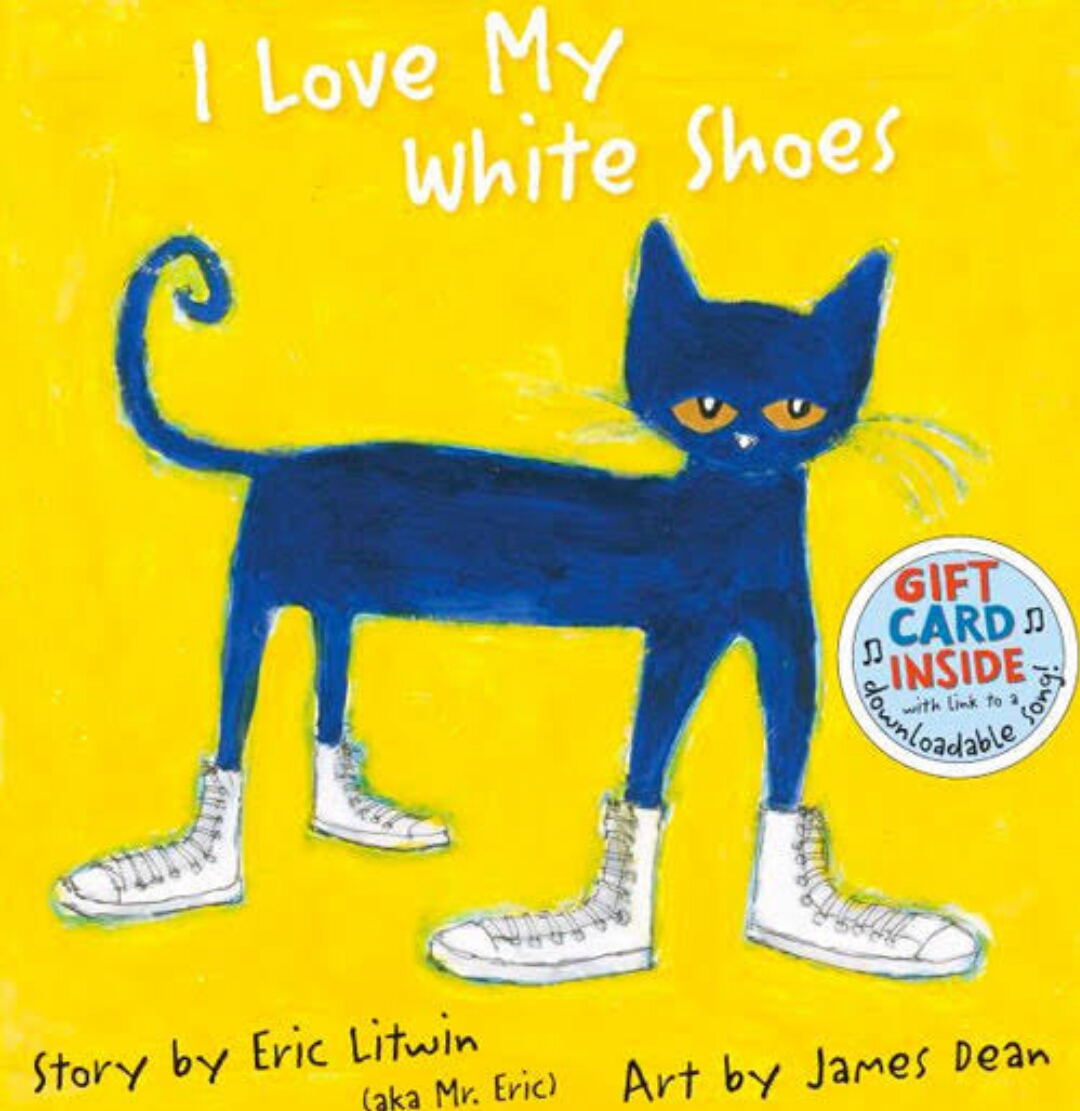 I Love My
White Shoes
GIFT
CARD
INSIDE
with link to a
downloadable song!
Story by Eric Litwin
(aka Mr. Eric)
Art by James Dean